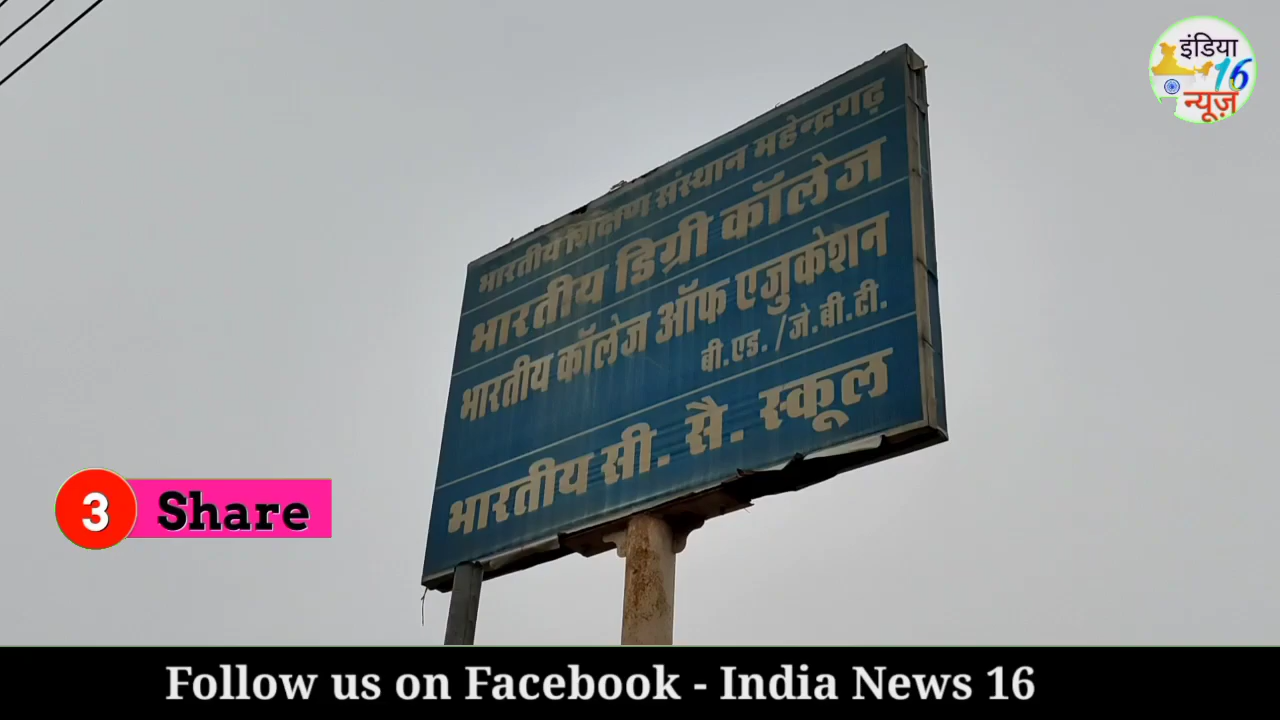 इंडिया
16
न्यूज़
भारतीय शिक्षण संस्थान महेन्द्रगढ़
भारतीय डिग्री कॉलेज
भारतीय कॉलेज ऑफ एजुकेशन
बी.एड. /जे.बी.टी.
भारतीय सी. सै. स्कूल
3 Share
Follow us on Facebook - India News 16